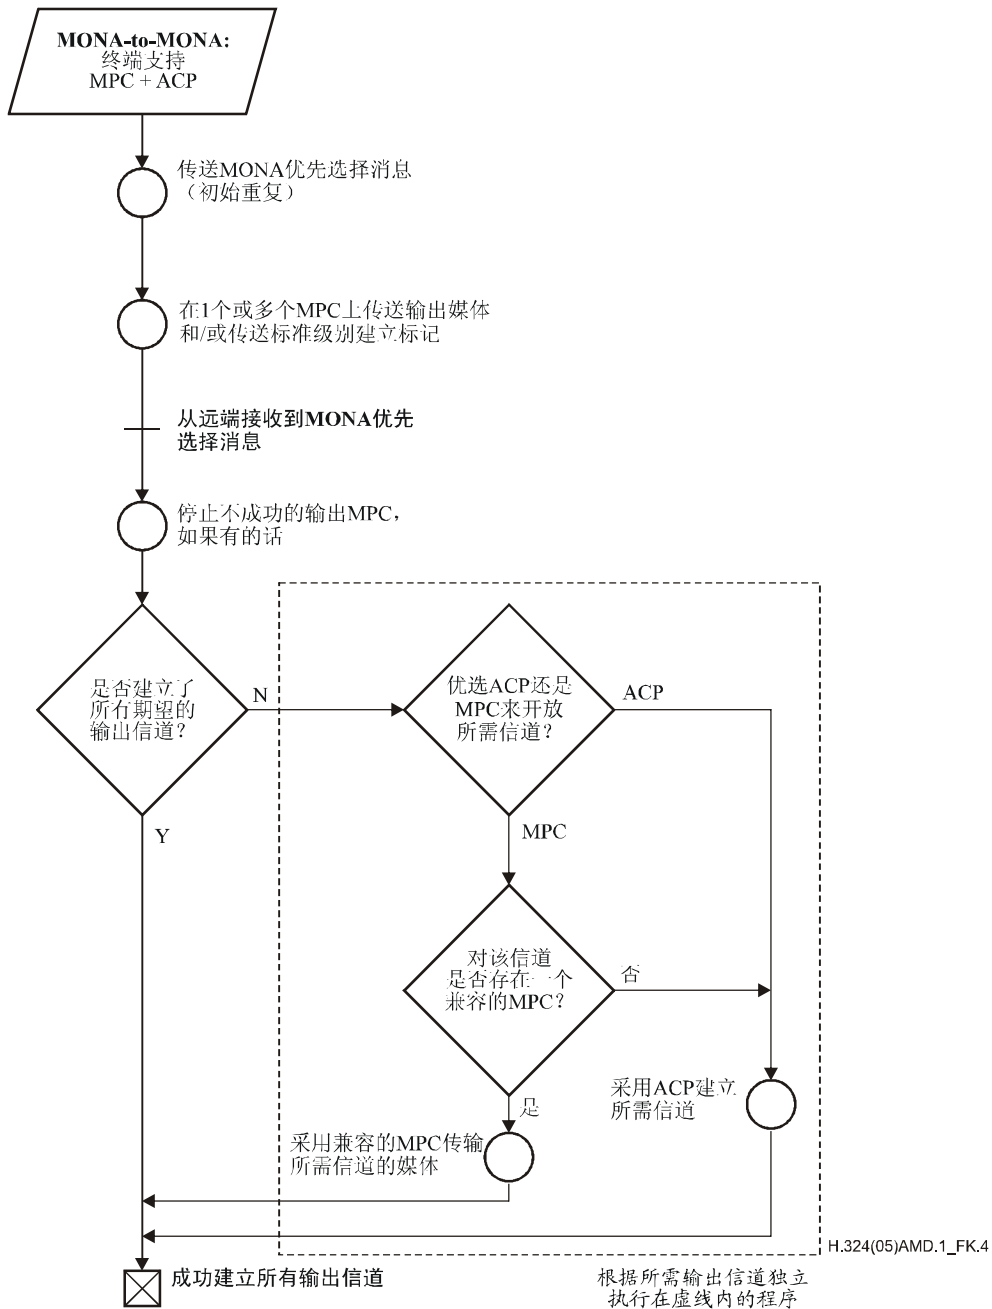 MONA-to-MONA:
终端支持
MPC + ACP
传送MONA优先选择消息
（初始重复）
在1个或多个MPC上传送输出媒体
和/或传送标准级别建立标记
从远端接收到MONA优先
选择消息
停止不成功的输出MPC，
如果有的话
是否建立了
所有期望的
输出信道？
N
Y
优选ACP还是
MPC来开放
所需信道？
ACP
MPC
对该信道
是否存在一个
兼容的MPC？
否
是
采用ACP建立
所需信道
采用兼容的MPC传输
所需信道的媒体
H.324(05)AMD.1_FK.4
成功建立所有输出信道
根据所需输出信道独立
执行在虚线内的程序